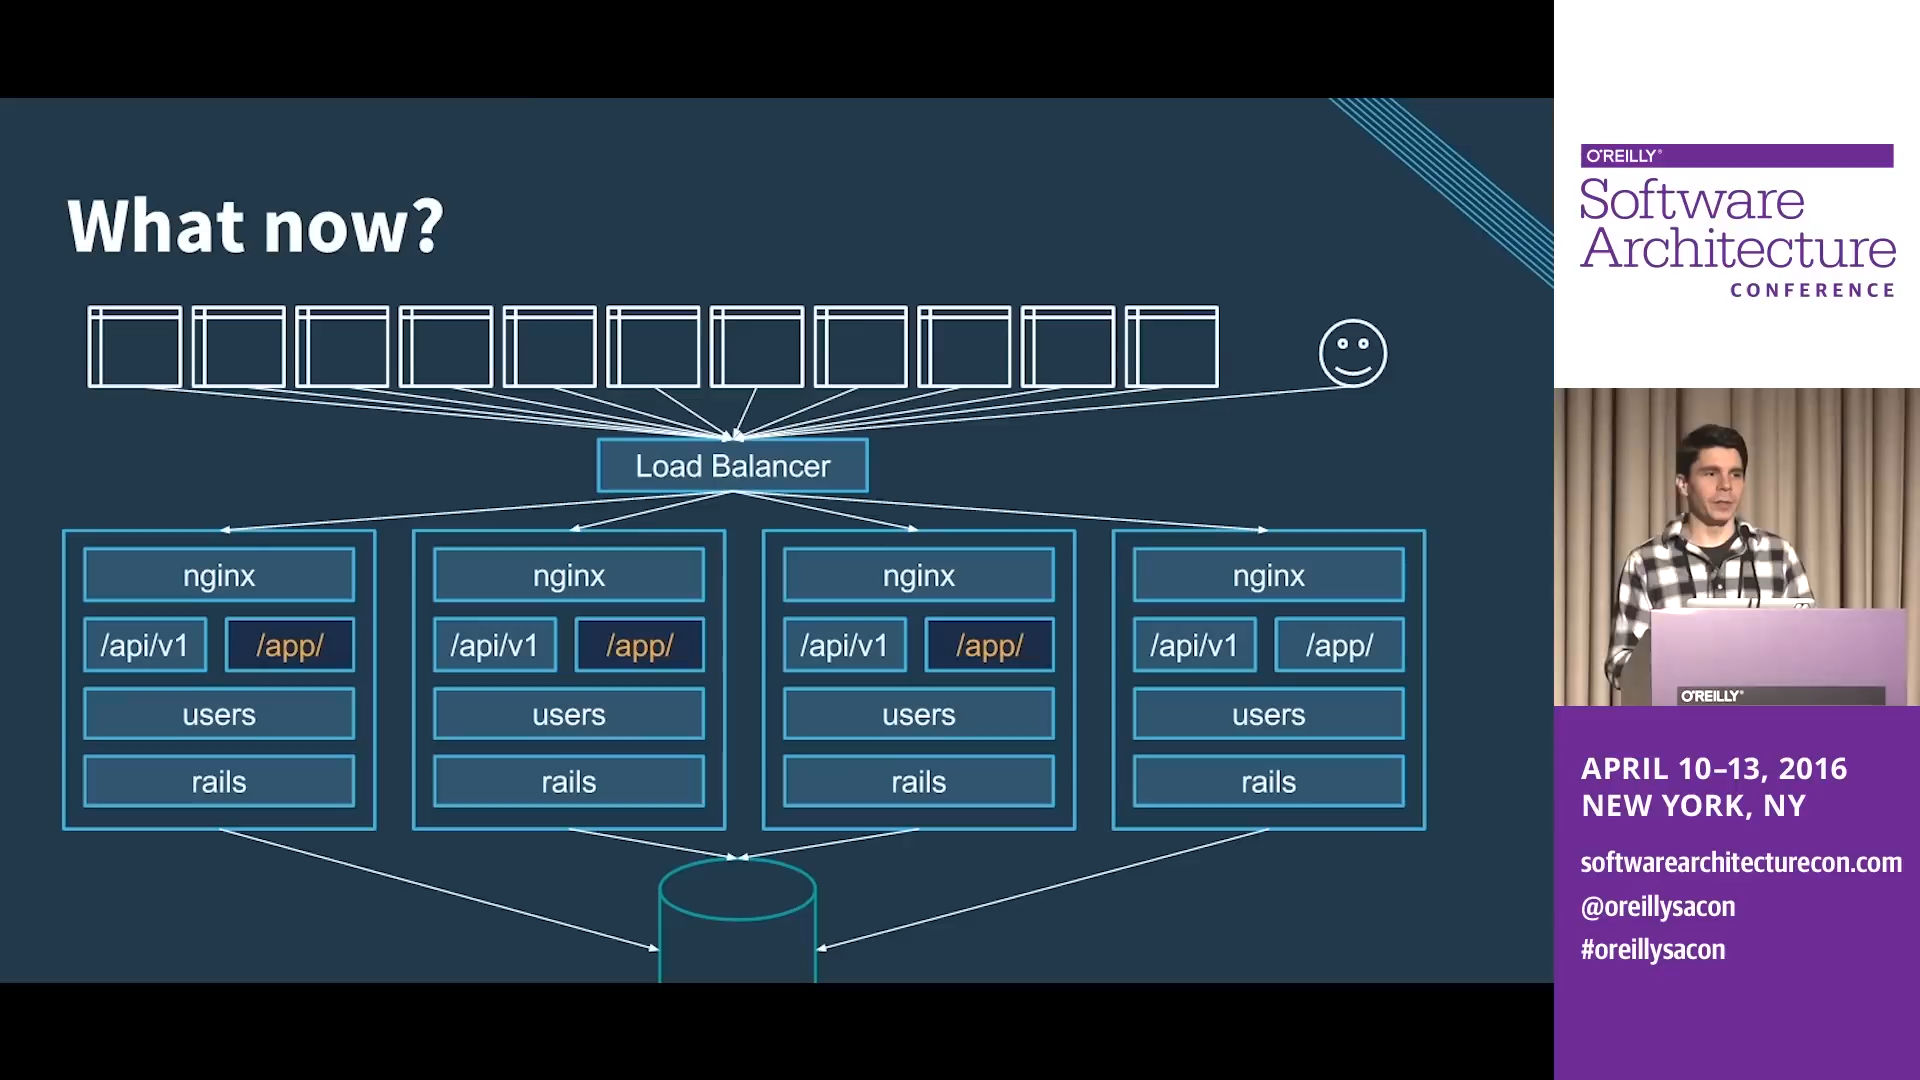 What now?
Load Balancer
nginx
/api/v1 /app/
users
rails
nginx
/api/v1 /app/
users
rails
nginx
/api/v1 /app/
users
rails
nginx
/api/v1 /app/
users
rails
O'REILLY®
Software
Architecture
CONFERENCE
O'REILLY®
APRIL 10–13, 2016
NEW YORK, NY
softwarearchitecturecon.com
@oreillysacon
#oreillysacon